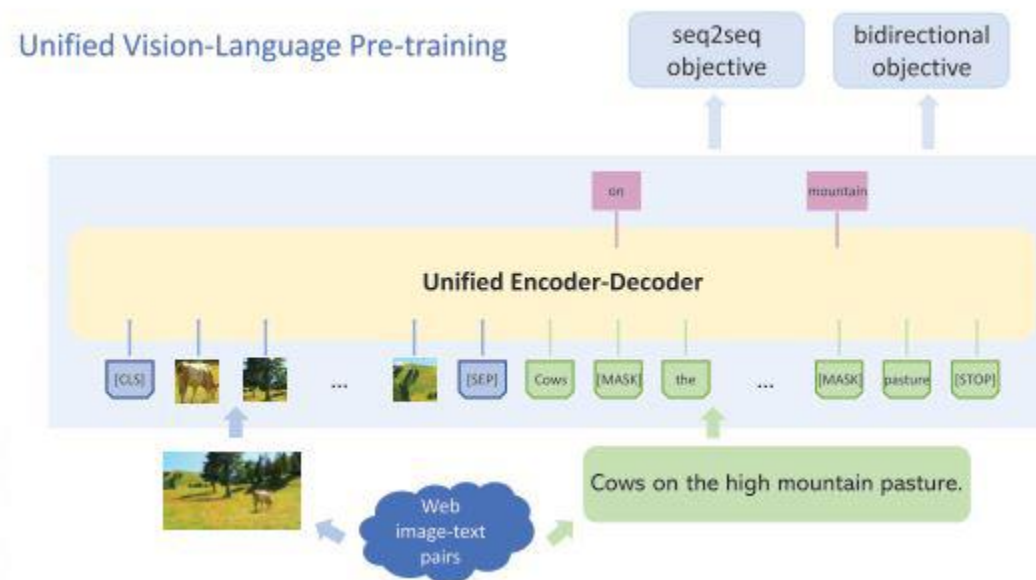 Unified Vision-Language Pre-training
seq2seq
objective
bidirectional
objective
on
mountain
Unified Encoder-Decoder
[CLS]
...
[SEP]
Cows
[MASK]
the
...
[MASK]
pasture
[STOP]
Cows on the high mountain pasture.
Web
image-text
pairs